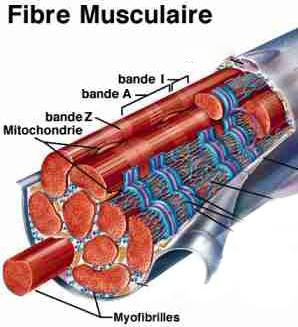 Fibre Musculaire
bande I
bande A
bande Z
Mitochondrie
Myofibrilles